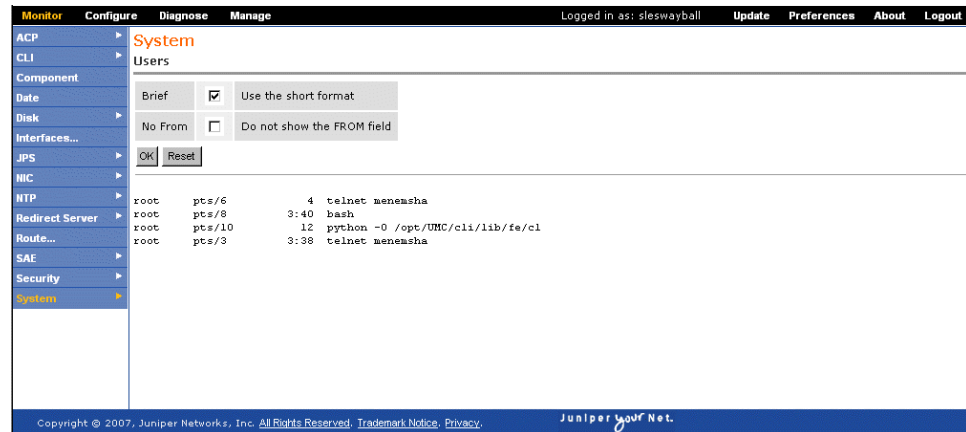 Monitor Configure Diagnose Manage Logged in as: sleswayball Update Preferences About Logout
ACP
CLI
Component
Date
Disk
Interfaces...
JPS
NIC
NTP
Redirect Server
Route...
SAE
Security
System
System
Users
Brief Use the short format
No From Do not show the FROM field
OK Reset
root pts/6 4 telnet menemsha
root pts/8 3:40 bash
root pts/10 12 python -O /opt/UMC/cli/lib/fe/cl
root pts/3 3:38 telnet menemsha
Copyright © 2007, Juniper Networks, Inc. All Rights Reserved. Trademark Notice. Privacy.
Juniper your Net.